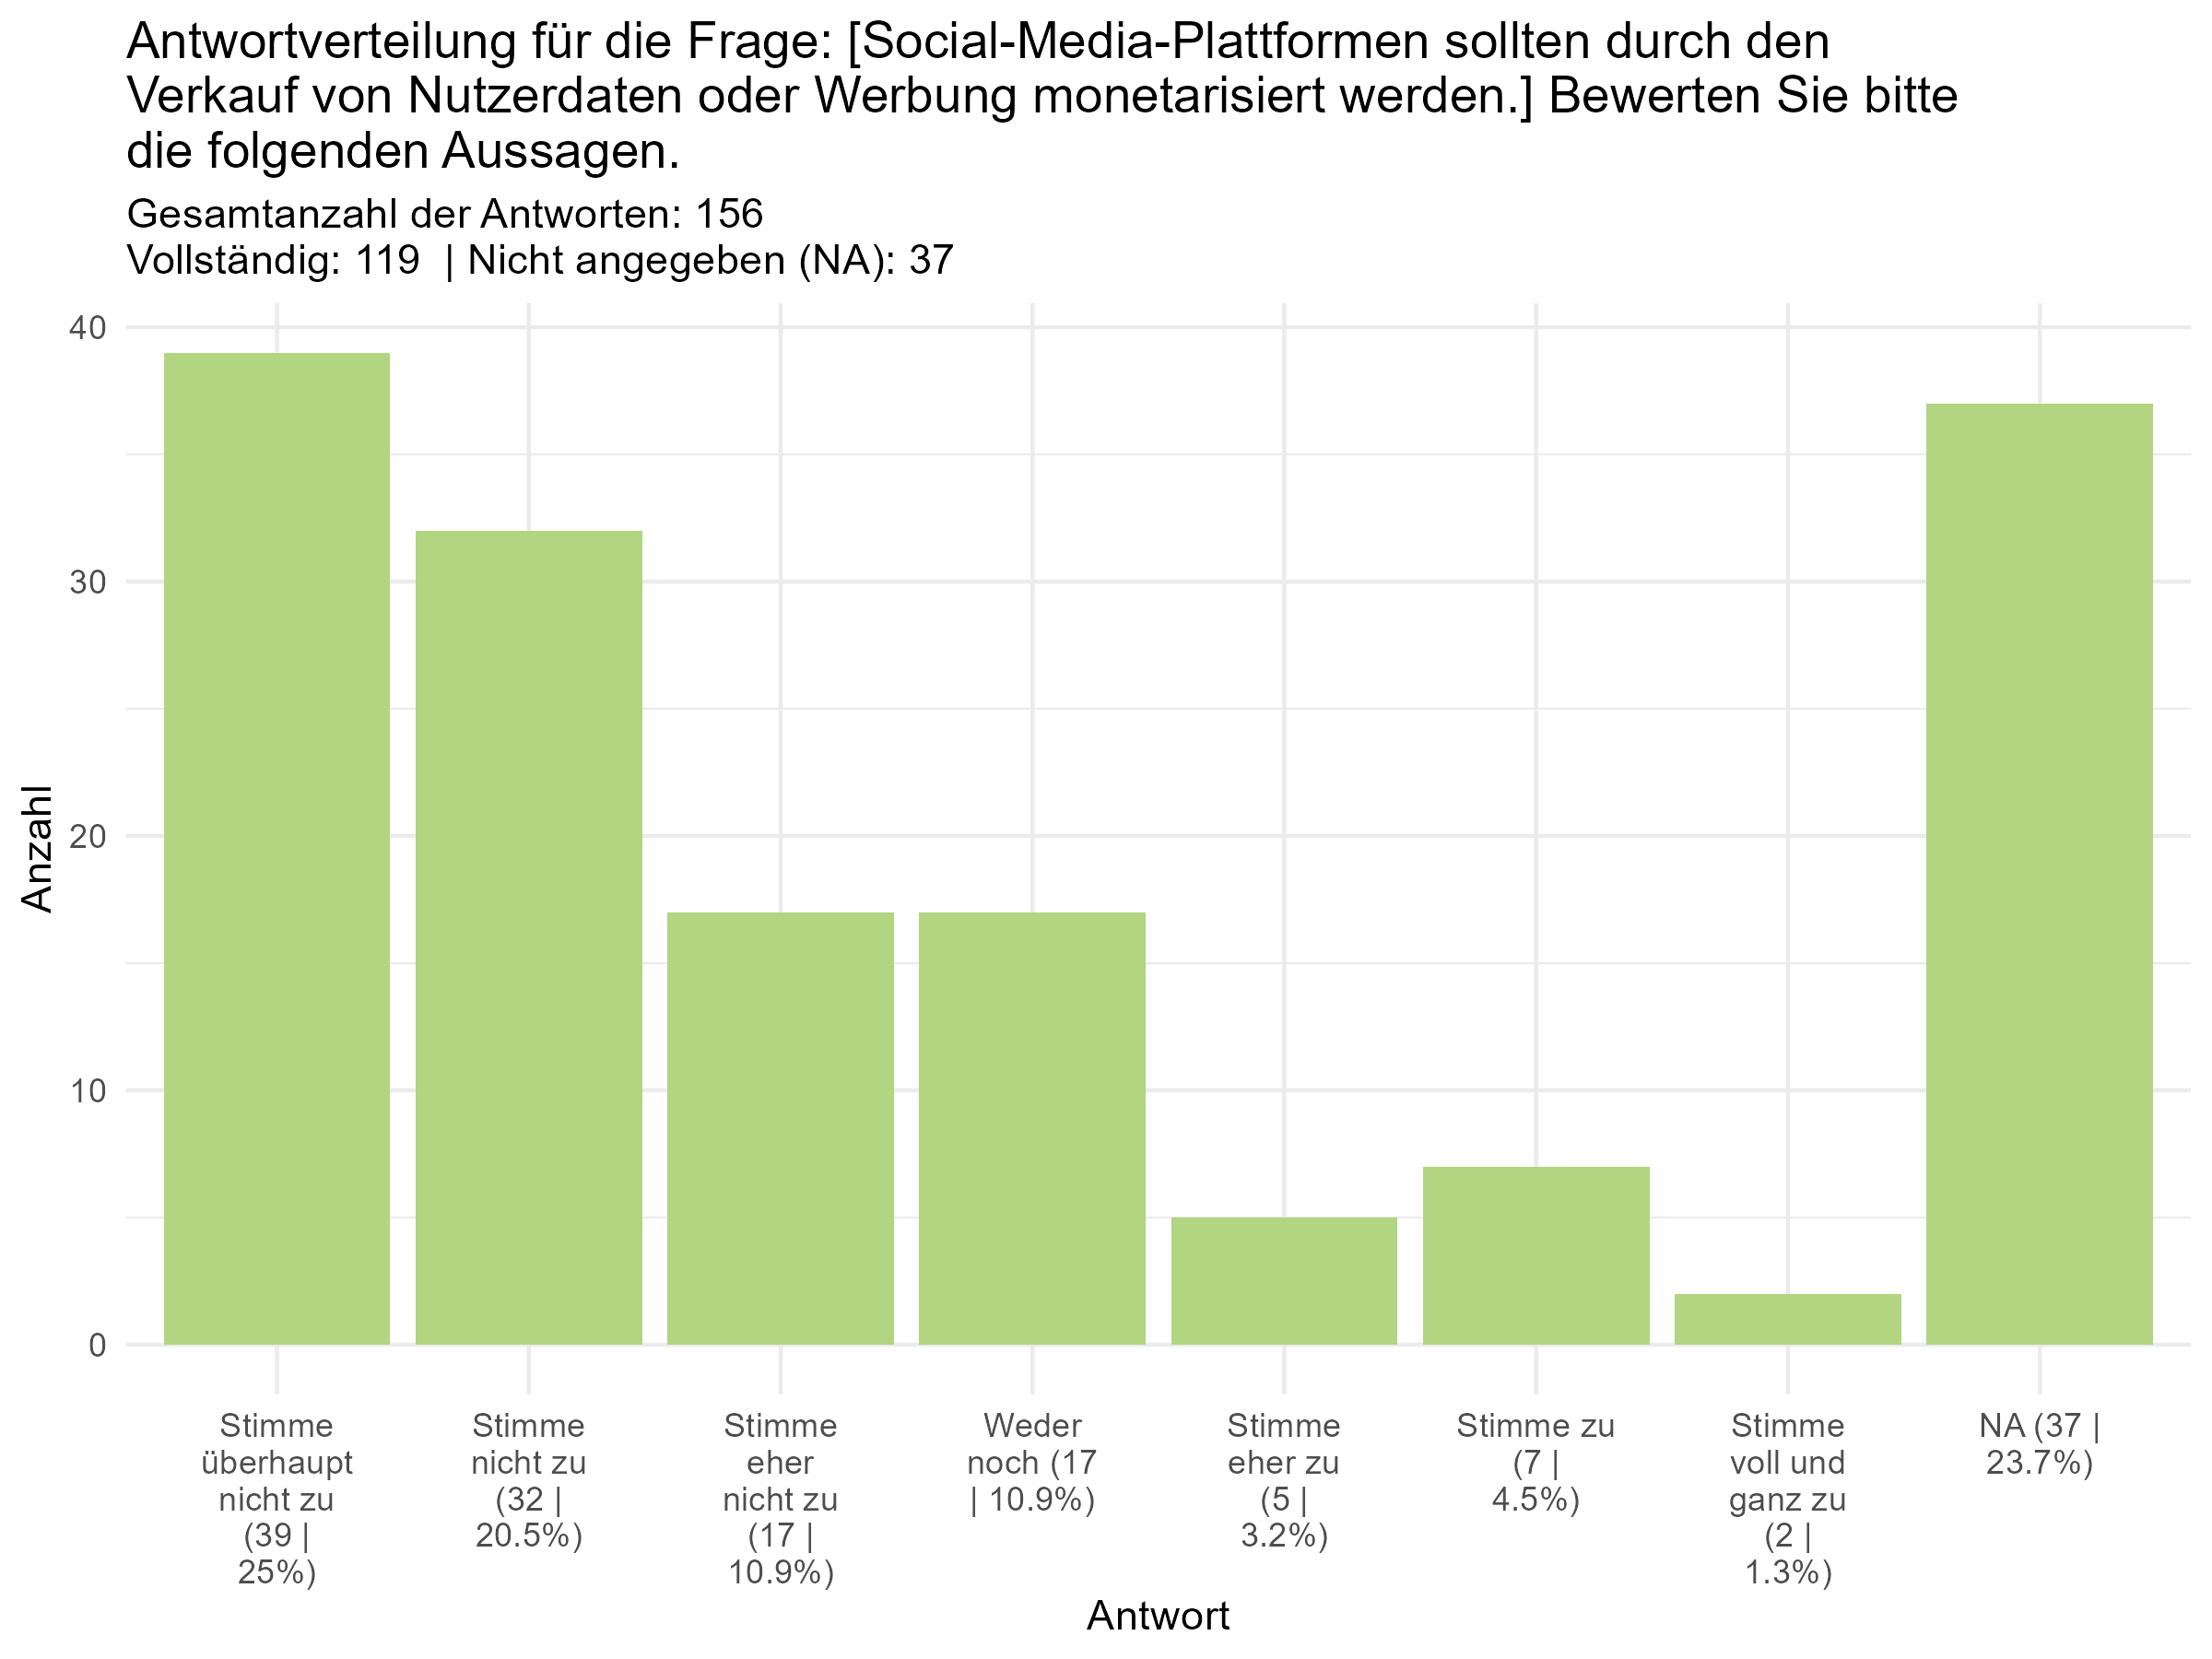 Antwortverteilung für die Frage: [Social-Media-Plattformen sollten durch den
Verkauf von Nutzerdaten oder Werbung monetarisiert werden.] Bewerten Sie bitte
die folgenden Aussagen.
Gesamtanzahl der Antworten: 156
Vollständig: 119 | Nicht angegeben (NA): 37
Anzahl
40
30
20
10
0
Stimme
überhaupt
nicht zu
(39 |
25%)
Stimme
nicht zu
(32 |
20.5%)
Stimme
eher
nicht zu
(17 |
10.9%)
Weder
noch (17
| 10.9%)
Stimme
eher zu
(5 |
3.2%)
Stimme zu
(7 |
4.5%)
Stimme
voll und
ganz zu
(2 |
1.3%)
NA (37 |
23.7%)
Antwort